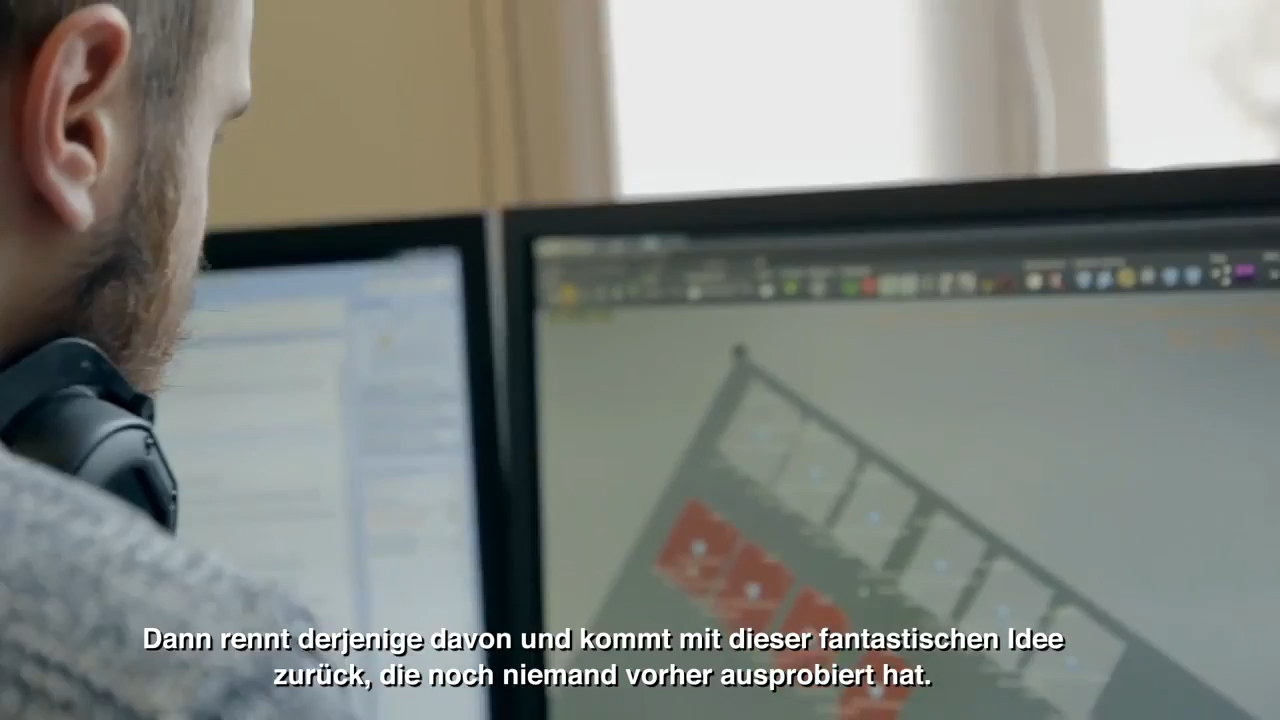 Dann rennt derjenige davon und kommt mit dieser fantastischen Idee
zurück, die noch niemand vorher ausprobiert hat.